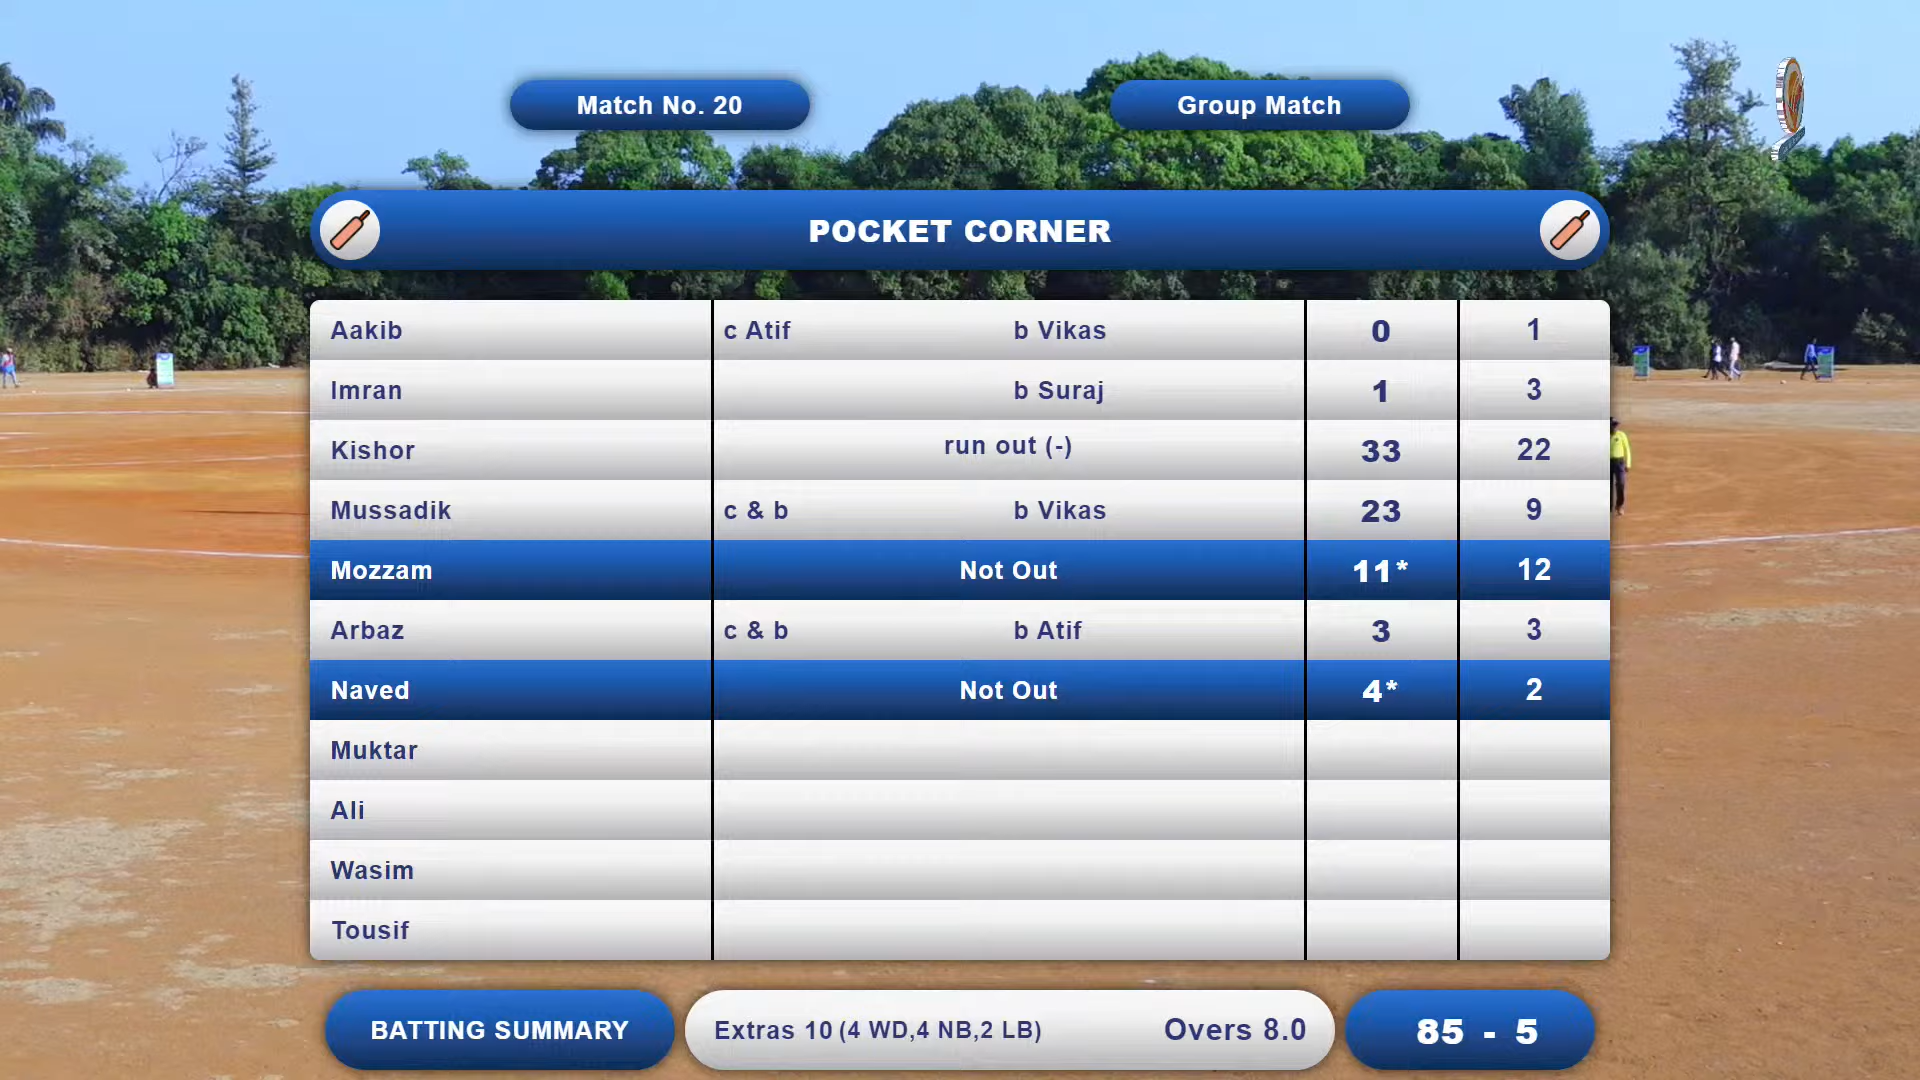 Match No. 20
Group Match
POCKET CORNER
Aakib c Atif b Vikas 0 1
Imran b Suraj 1 3
Kishor run out (-) 33 22
Mussadik c & b b Vikas 23 9
Mozzam Not Out 11* 12
Arbaz c & b b Atif 3 3
Naved Not Out 4* 2
Muktar
Ali
Wasim
Tousif
BATTING SUMMARY Extras 10 (4 WD,4 NB,2 LB) Overs 8.0 85 - 5